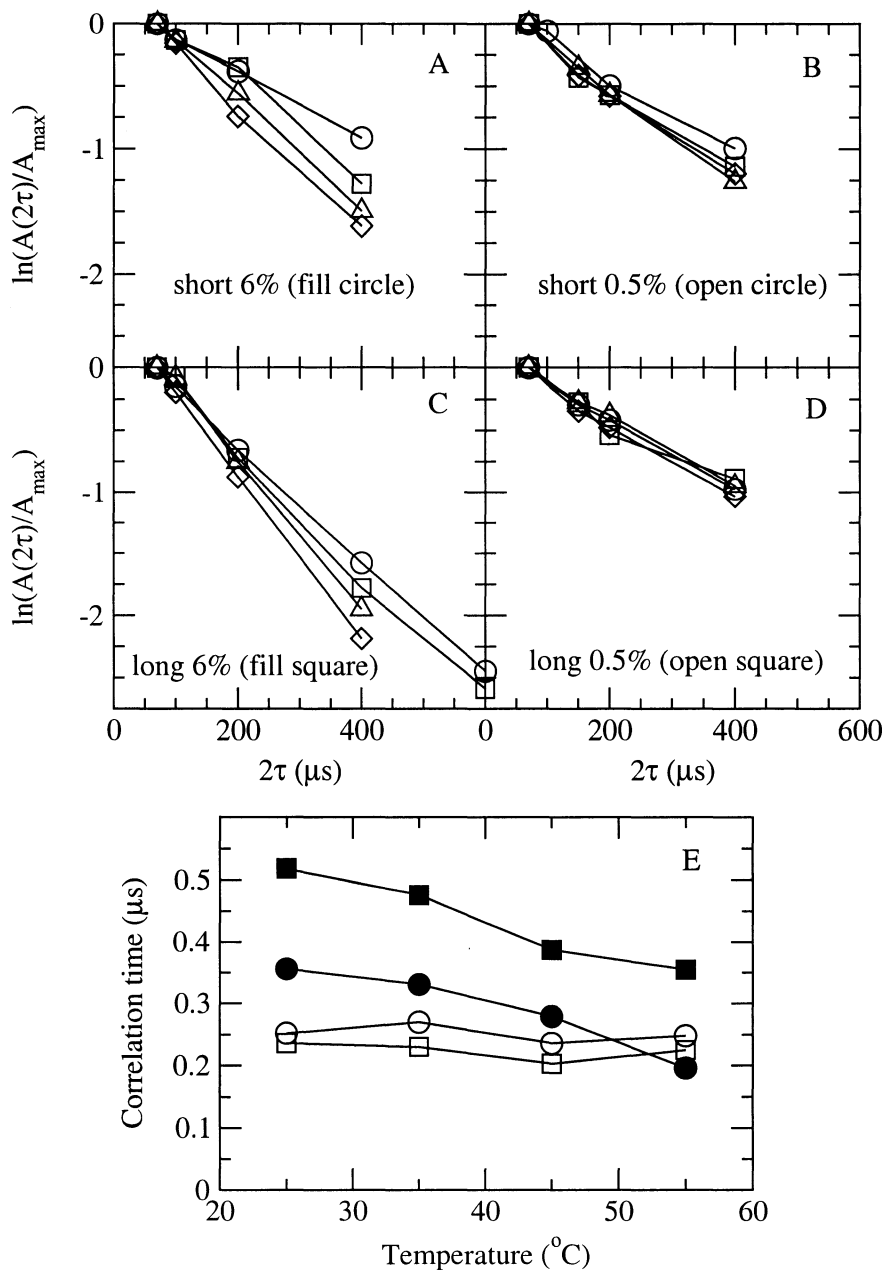 0
-1
-2
ln(A(2τ)/A_max)
A
short 6% (fill circle)
B
short 0.5% (open circle)
0
-1
-2
ln(A(2τ)/A_max)
C
long 6% (fill square)
D
long 0.5% (open square)
0 200 400 0 200 400 600
2τ (μs) 2τ (μs)
E
0.5
0.4
0.3
0.2
0.1
0
Correlation time (μs)
20 30 40 50 60
Temperature (°C)